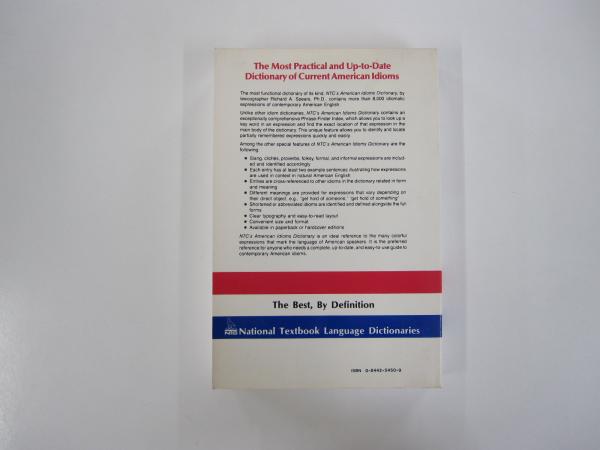 The Most Practical and Up-to-Date
Dictionary of Current American Idioms
The most functional dictionary of its kind, NTC's American Idioms Dictionary, by
lexicographer Richard A. Spears, Ph.D., contains more than 8,000 idiomatic
expressions of contemporary American English.
Unlike other idiom dictionaries, NTC's American Idioms Dictionary contains an
exceptionally comprehensive Phrase-Finder Index, which allows you to look up a
key word in an expression and find the exact location of that expression in the
main body of the dictionary. This unique feature allows you to identify and locate
partially remembered expressions quickly and easily.
Among the other special features of NTC's American Idioms Dictionary are the
following:
• Slang, cliches, proverbs, folksy, formal, and informal expressions are includ-
ed and identified accordingly
• Each entry has at least two example sentences illustrating how expressions
are used in context in natural American English
• Entries are cross-referenced to other idioms in the dictionary related in form
and meaning
• Different meanings are provided for expressions that vary depending on
their direct object, e.g., "get hold of someone," "get hold of something"
• Shortened or abbreviated idioms are identified and defined alongside the full
forms
• Clear typography and easy-to-read layout
• Convenient size and format
• Available in paperback or hardcover editions
NTC's American Idioms Dictionary is an ideal reference to the many colorful
expressions that mark the language of American speakers. It is the preferred
reference for anyone who needs a complete, up-to-date, and easy-to-use guide to
contemporary American idioms.
The Best, By Definition
National Textbook Language Dictionaries
ISBN 0-8442-5450-9